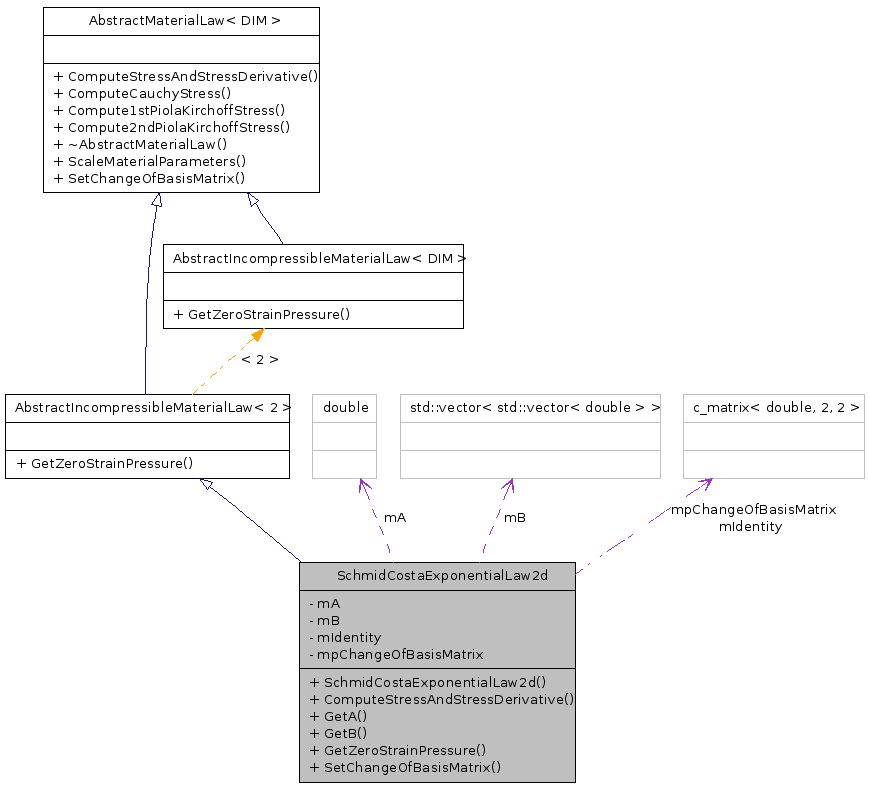 AbstractMaterialLaw< DIM >
+ ComputeStressAndStressDerivative()
+ ComputeCauchyStress()
+ Compute1stPiolaKirchoffStress()
+ Compute2ndPiolaKirchoffStress()
+ ~AbstractMaterialLaw()
+ ScaleMaterialParameters()
+ SetChangeOfBasisMatrix()
AbstractIncompressibleMaterialLaw< DIM >
+ GetZeroStrainPressure()
< 2 >
AbstractIncompressibleMaterialLaw< 2 >
+ GetZeroStrainPressure()
double
std::vector< std::vector< double > >
c_matrix< double, 2, 2 >
mA
mB
mpChangeOfBasisMatrix
mIdentity
SchmidCostaExponentialLaw2d
- mA
- mB
- mIdentity
- mpChangeOfBasisMatrix
+ SchmidCostaExponentialLaw2d()
+ ComputeStressAndStressDerivative()
+ GetA()
+ GetB()
+ GetZeroStrainPressure()
+ SetChangeOfBasisMatrix()